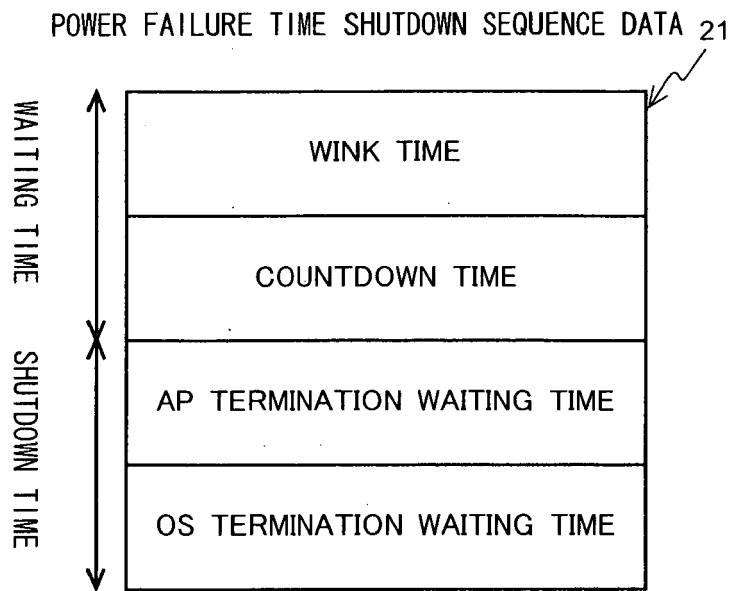 POWER FAILURE TIME SHUTDOWN SEQUENCE DATA 21
WAITING TIME
WINK TIME
COUNTDOWN TIME
SHUTDOWN TIME
AP TERMINATION WAITING TIME
OS TERMINATION WAITING TIME